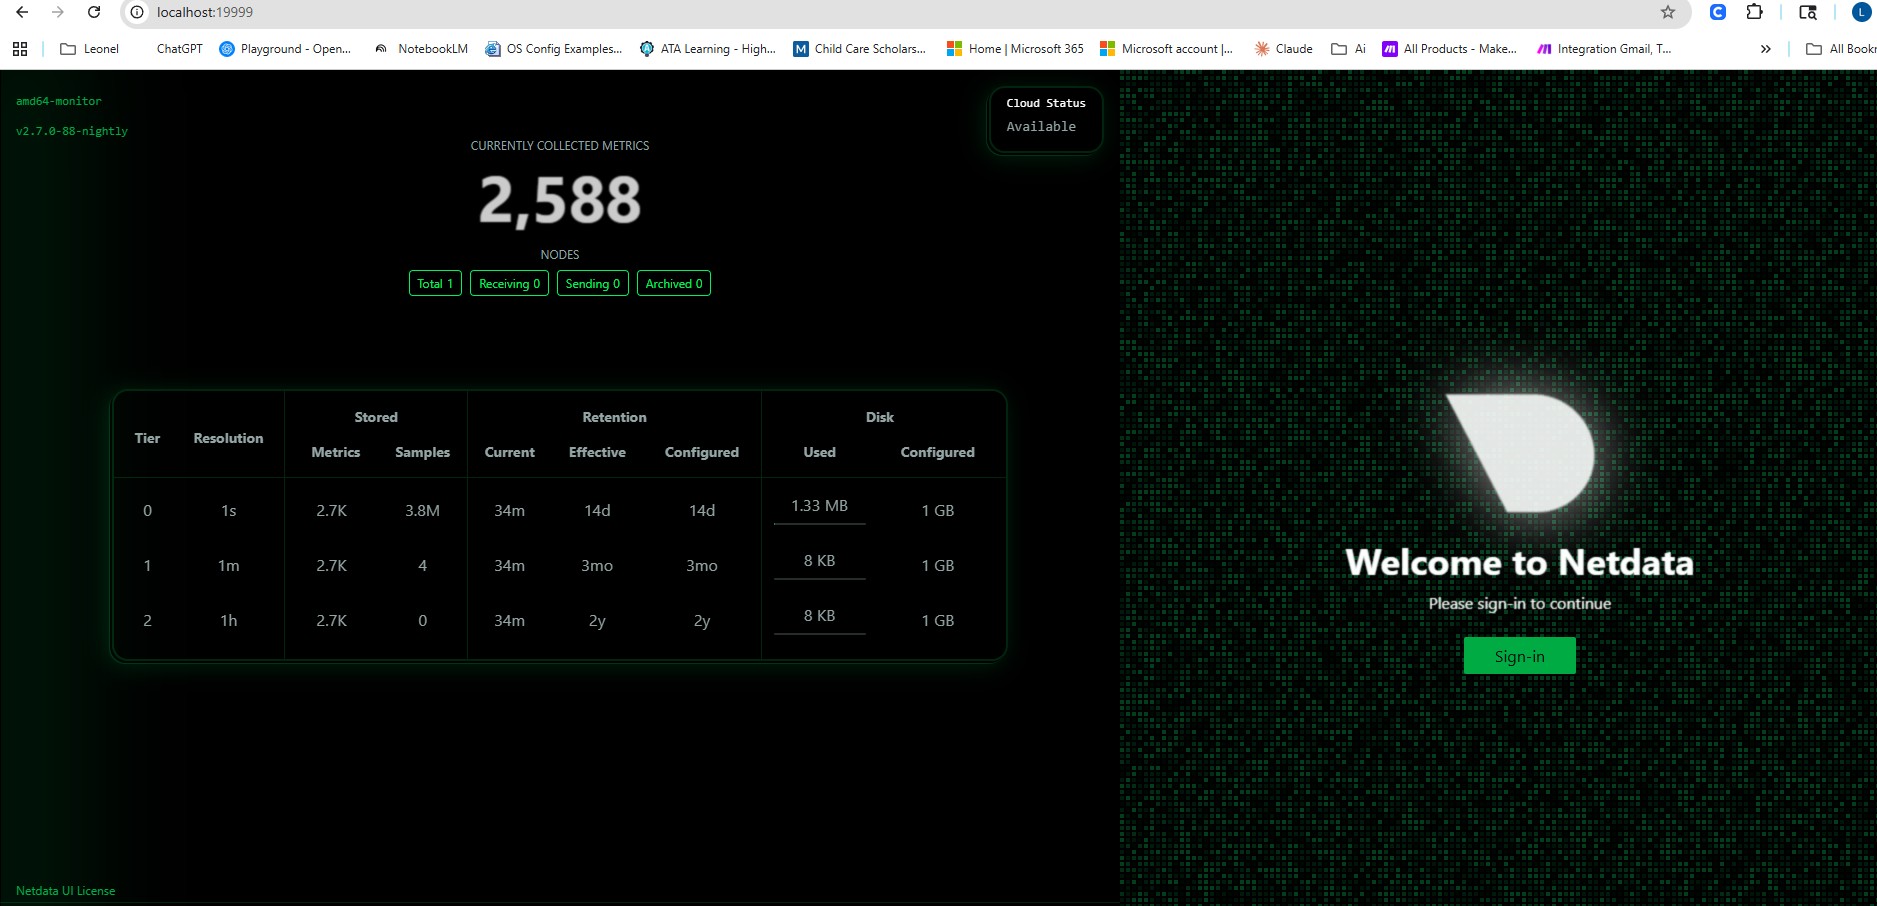 localhost:19999
Leonel
ChatGPT
Playground - Open...
NotebookLM
OS Config Examples...
ATA Learning - High...
Child Care Scholars...
Home | Microsoft 365
Microsoft account |...
Claude
Ai
All Products - Make...
Integration Gmail, T...
All Bookr
amd64-monitor
v2.7.0-88-nightly
Cloud Status
Available
CURRENTLY COLLECTED METRICS
2,588
NODES
Total 1 Receiving 0 Sending 0 Archived 0
Tier Resolution Stored Retention Disk
Metrics Samples Current Effective Configured Used Configured
0 1s 2.7K 3.8M 34m 14d 14d 1.33 MB 1 GB
1 1m 2.7K 4 34m 3mo 3mo 8 KB 1 GB
2 1h 2.7K 0 34m 2y 2y 8 KB 1 GB
Welcome to Netdata
Please sign-in to continue
Sign-in
Netdata UI License